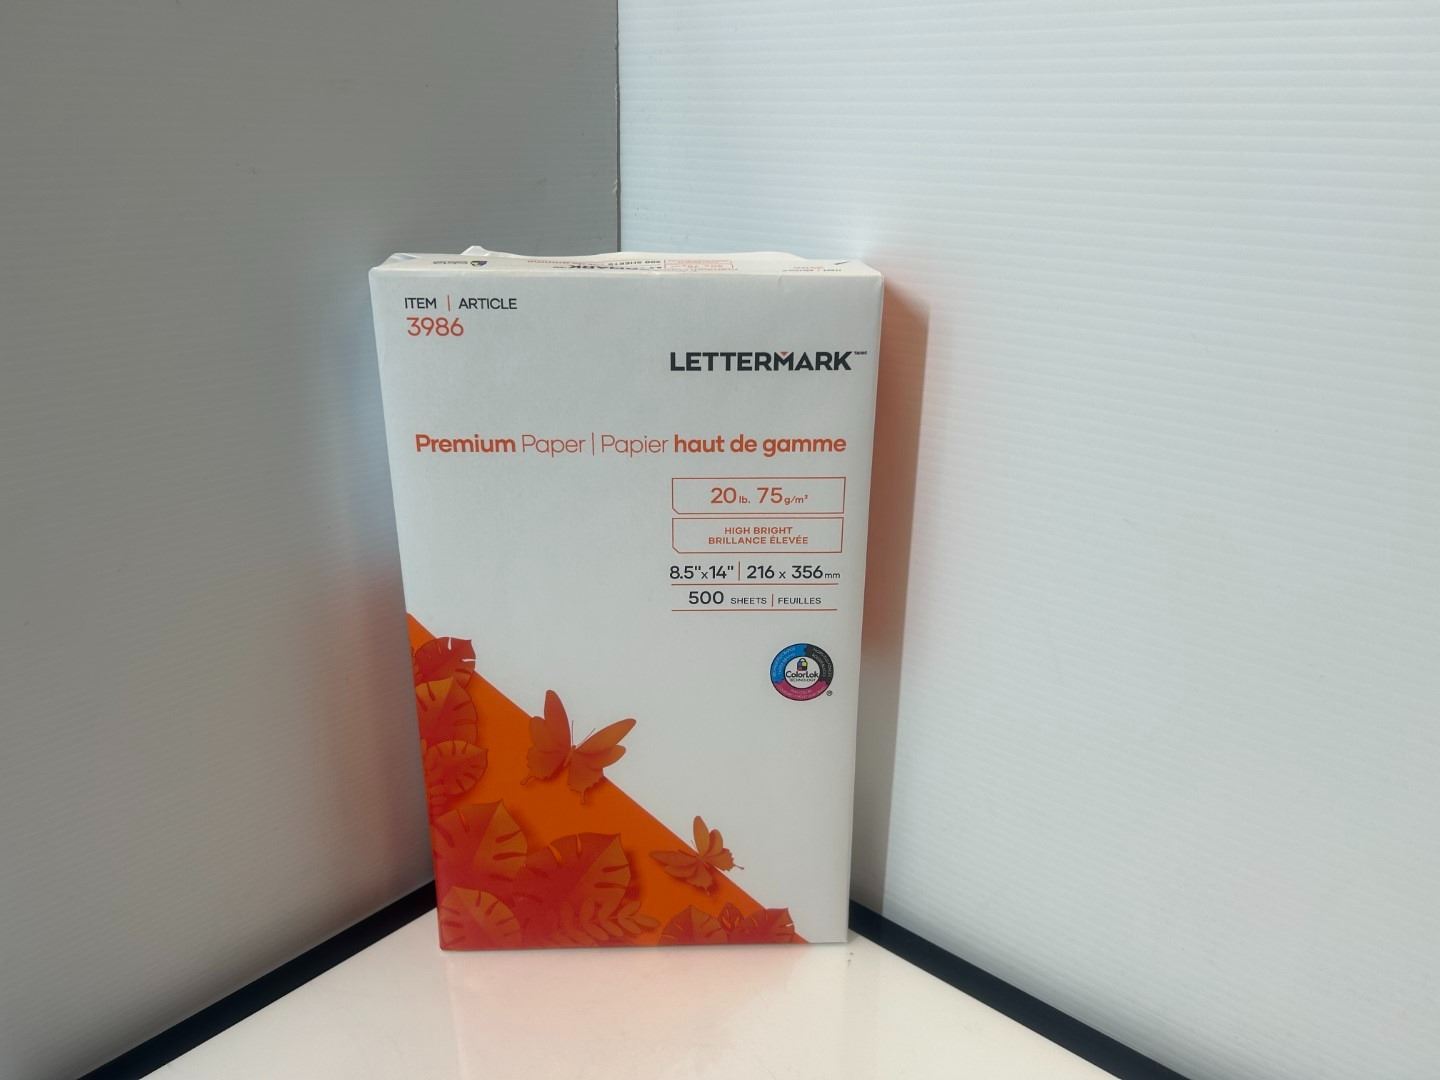 ITEM | ARTICLE
3986
LETTERMARK
Premium Paper | Papier haut de gamme
20 lb. 75 g/m²
HIGH BRIGHT
BRILLANCE ÉLEVÉE
8.5"x14" | 216 x 356 mm
500 SHEETS | FEUILLES
ColorLok
TECHNOLOGY
®